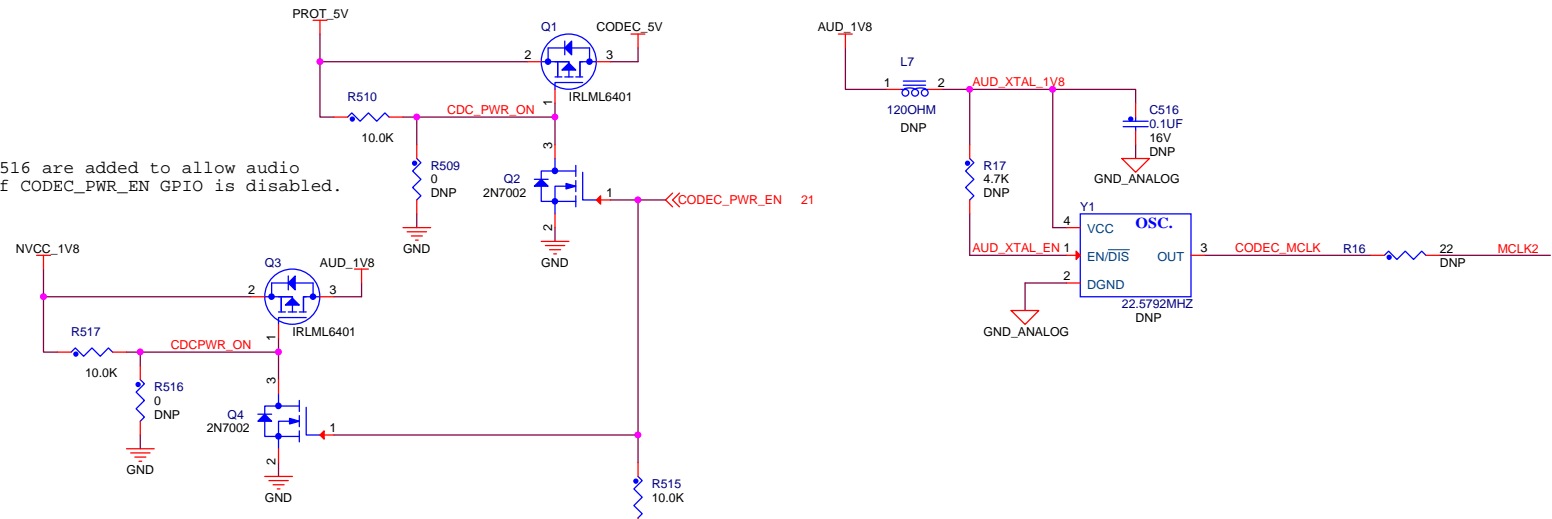 PROT_5V
Q1
CODEC_5V
2
3
IRLML6401
1
R510
CDC_PWR_ON
10.0K
516 are added to allow audio
f CODEC_PWR_EN GPIO is disabled.
R509
0
DNP
GND
3
Q2
2N7002
1
2
GND
CODEC_PWR_EN 21
NVCC_1V8
Q3
AUD_1V8
2
3
IRLML6401
1
R517
CDCPWR_ON
10.0K
R516
0
DNP
GND
3
Q4
2N7002
1
2
GND
R515
10.0K
AUD_1V8
L7
1
2
120OHM
DNP
AUD_XTAL_1V8
C516
0.1UF
16V
DNP
GND_ANALOG
R17
4.7K
DNP
Y1
OSC.
4
VCC
AUD_XTAL_EN 1
EN/DIS
OUT
3
2
DGND
22.5792MHZ
DNP
GND_ANALOG
CODEC_MCLK
R16
22
DNP
MCLK2